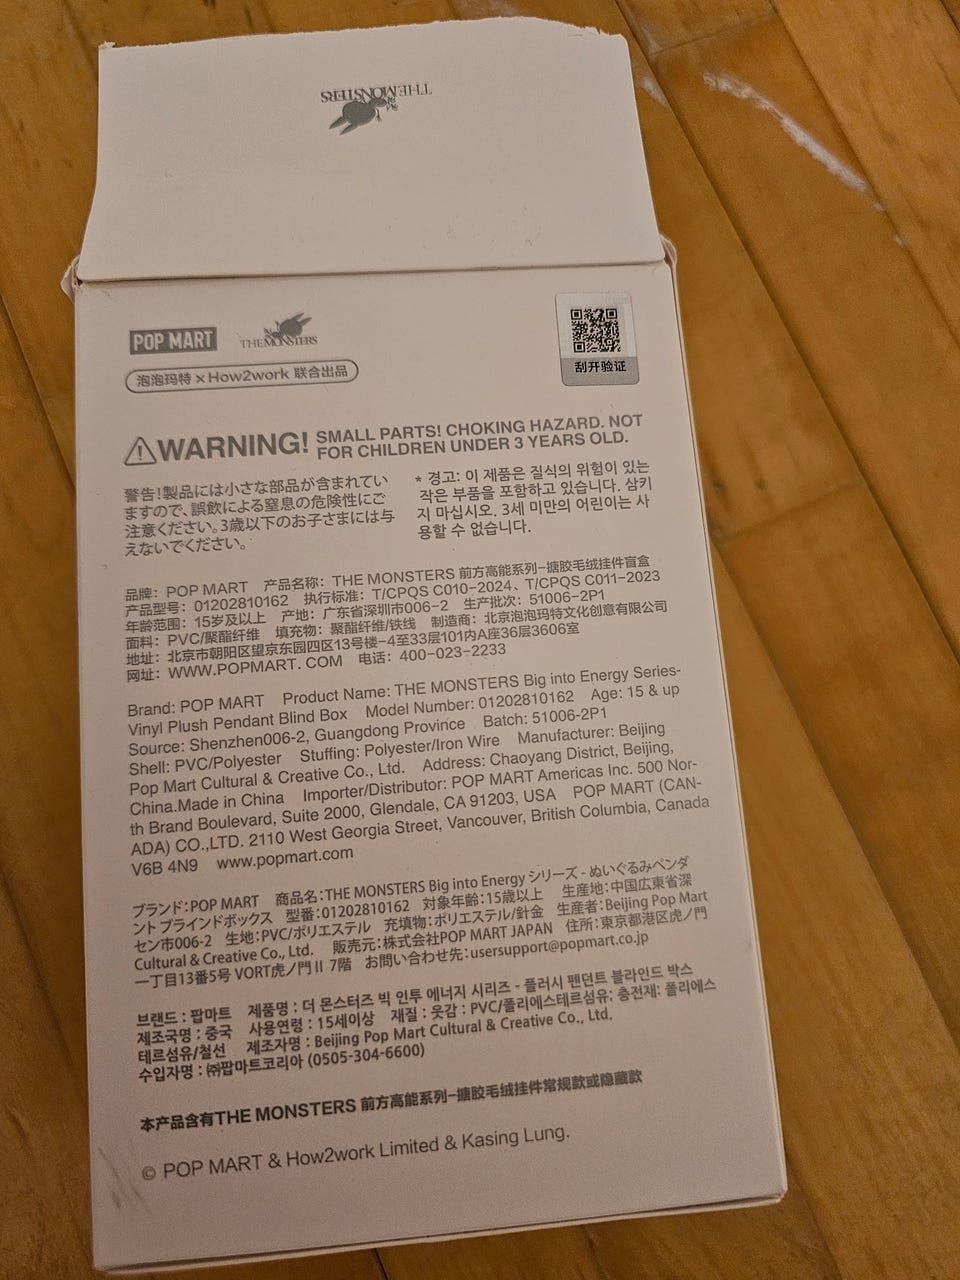 THE MONSTERS
POP MART THE MONSTERS
泡泡玛特 × How2work 联合出品
刮开验证
WARNING! SMALL PARTS! CHOKING HAZARD. NOT
FOR CHILDREN UNDER 3 YEARS OLD.
警告!製品には小さな部品が含まれてい
ますので、誤飲による窒息の危険性にご
注意ください。3歳以下のお子さまには与
えないでください。
* 경고: 이 제품은 질식의 위험이 있는
작은 부품을 포함하고 있습니다. 삼키
지 마십시오. 3세 미만의 어린이는 사
용할 수 없습니다.
品牌: POP MART 产品名称: THE MONSTERS 前方高能系列–搪胶毛绒挂件盲盒
产品型号: 01202810162 执行标准: T/CPQS C010-2024、T/CPQS C011-2023
年龄范围: 15岁及以上 产地: 广东省深圳市006-2 生产批次: 51006-2P1
面料: PVC/聚酯纤维 填充物: 聚酯纤维/铁线 制造商: 北京泡泡玛特文化创意有限公司
地址: 北京市朝阳区望京东园四区13号楼-4至33层101内A座36层3606室
网址: WWW.POPMART.COM 电话: 400-023-2233
Brand: POP MART Product Name: THE MONSTERS Big into Energy Series-
Vinyl Plush Pendant Blind Box Model Number: 01202810162 Age: 15 & up
Source: Shenzhen006-2, Guangdong Province Batch: 51006-2P1
Shell: PVC/Polyester Stuffing: Polyester/Iron Wire Manufacturer: Beijing
Pop Mart Cultural & Creative Co., Ltd. Address: Chaoyang District, Beijing,
China.Made in China Importer/Distributor: POP MART Americas Inc. 500 Nor-
th Brand Boulevard, Suite 2000, Glendale, CA 91203, USA POP MART (CAN-
ADA) CO.,LTD. 2110 West Georgia Street, Vancouver, British Columbia, Canada
V6B 4N9 www.popmart.com
ブランド:POP MART 商品名:THE MONSTERS Big into Energy シリーズ - ぬいぐるみペンダ
ント ブラインドボックス 型番:01202810162 対象年齢:15歳以上 生産地:中国広東省深
セン市006-2 生地:PVC/ポリエステル 充填物:ポリエステル/針金 生産者:Beijing Pop Mart
Cultural & Creative Co., Ltd. 販売元:株式会社POP MART JAPAN 住所:東京都港区虎ノ門
一丁目13番5号 VORT虎ノ門Ⅱ 7階 お問い合わせ先:usersupport@popmart.co.jp
브랜드 : 팝마트 제품명 : 더 몬스터즈 빅 인투 에너지 시리즈 - 플러시 펜던트 블라인드 박스
제조국명 : 중국 사용연령 : 15세이상 재질 : 옷감 : PVC/폴리에스테르섬유; 충전재: 폴리에스
테르섬유/철선 제조자명 : Beijing Pop Mart Cultural & Creative Co., Ltd.
수입자명 : ㈜팝마트코리아 (0505-304-6600)
本产品含有THE MONSTERS 前方高能系列–搪胶毛绒挂件常规款或隐藏款
© POP MART & How2work Limited & Kasing Lung.